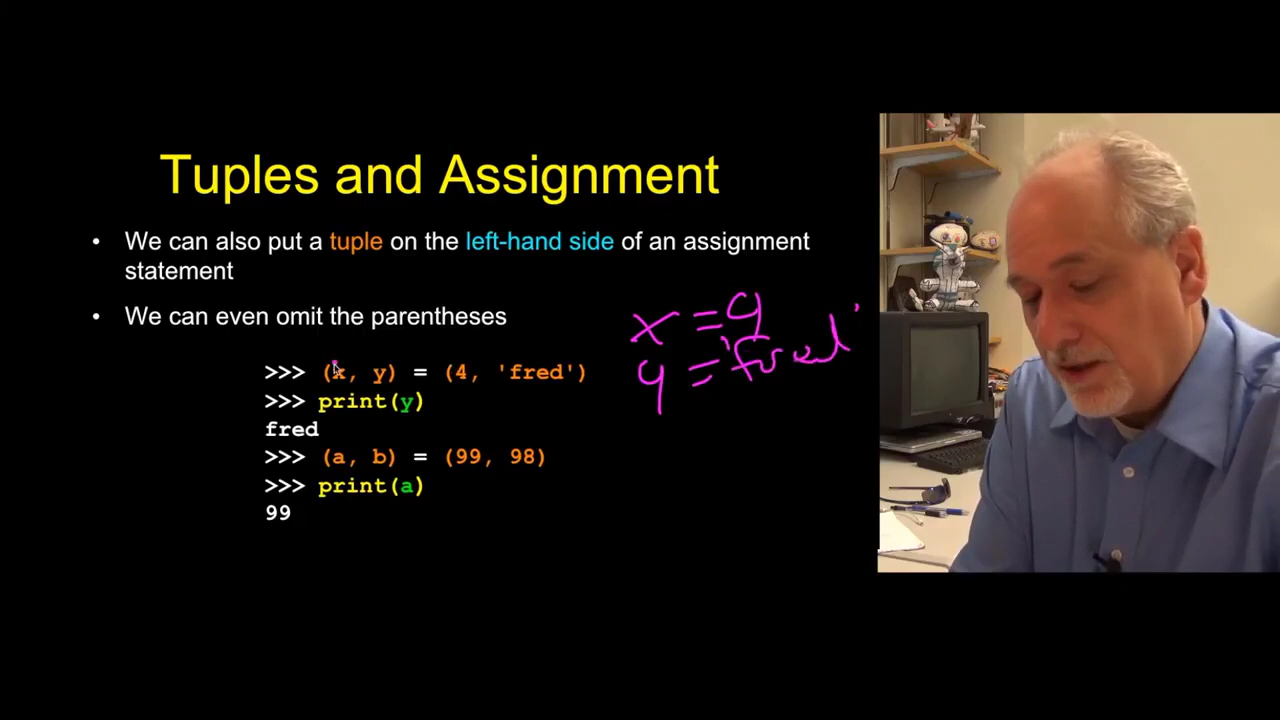 Tuples and Assignment
• We can also put a tuple on the left-hand side of an assignment
statement
• We can even omit the parentheses
>>> (x, y) = (4, 'fred')
>>> print(y)
fred
>>> (a, b) = (99, 98)
>>> print(a)
99
x = 4
y = 'fred'